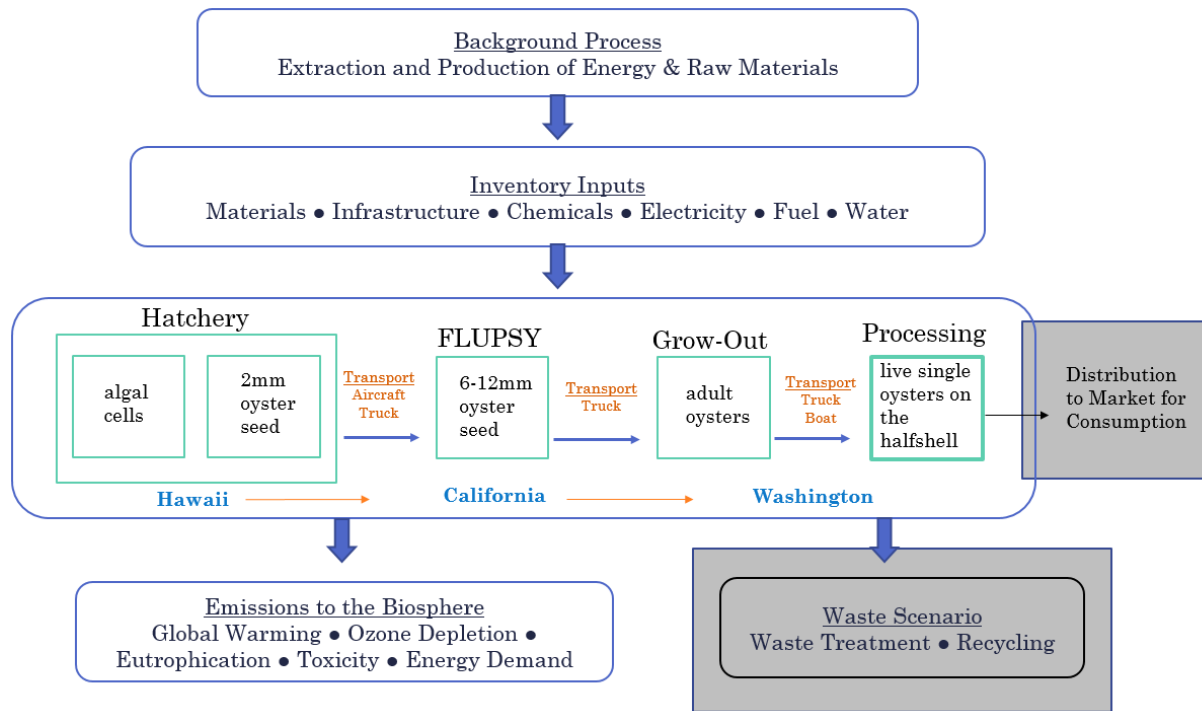 Background Process
Extraction and Production of Energy & Raw Materials
Inventory Inputs
Materials ● Infrastructure ● Chemicals ● Electricity ● Fuel ● Water
Hatchery
algal
cells
2mm
oyster
seed
Transport
Aircraft
Truck
FLUPSY
6-12mm
oyster
seed
Transport
Truck
Grow-Out
adult
oysters
Transport
Truck
Boat
Processing
live single
oysters on
the
halfshell
Distribution
to Market for
Consumption
Hawaii
California
Washington
Emissions to the Biosphere
Global Warming ● Ozone Depletion ●
Eutrophication ● Toxicity ● Energy Demand
Waste Scenario
Waste Treatment ● Recycling